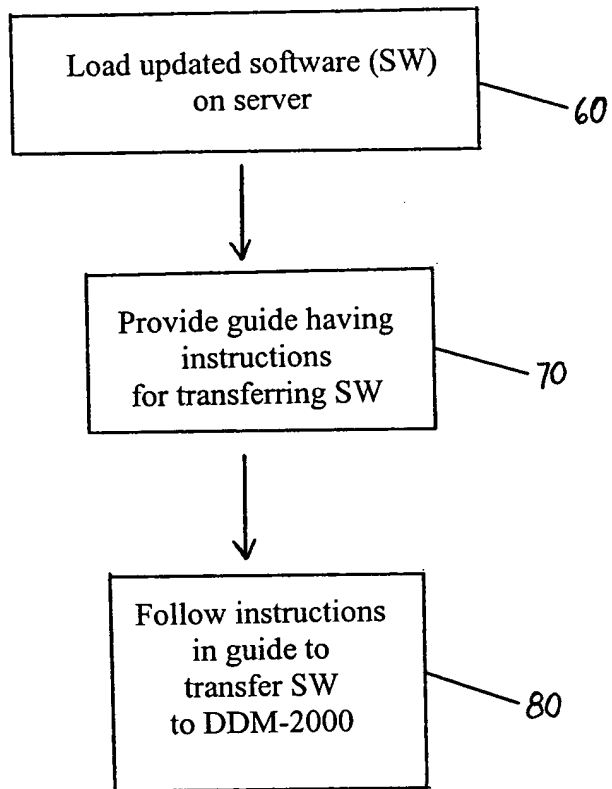 Load updated software (SW)
on server
60
Provide guide having
instructions
for transferring SW
70
Follow instructions
in guide to
transfer SW
to DDM-2000
80